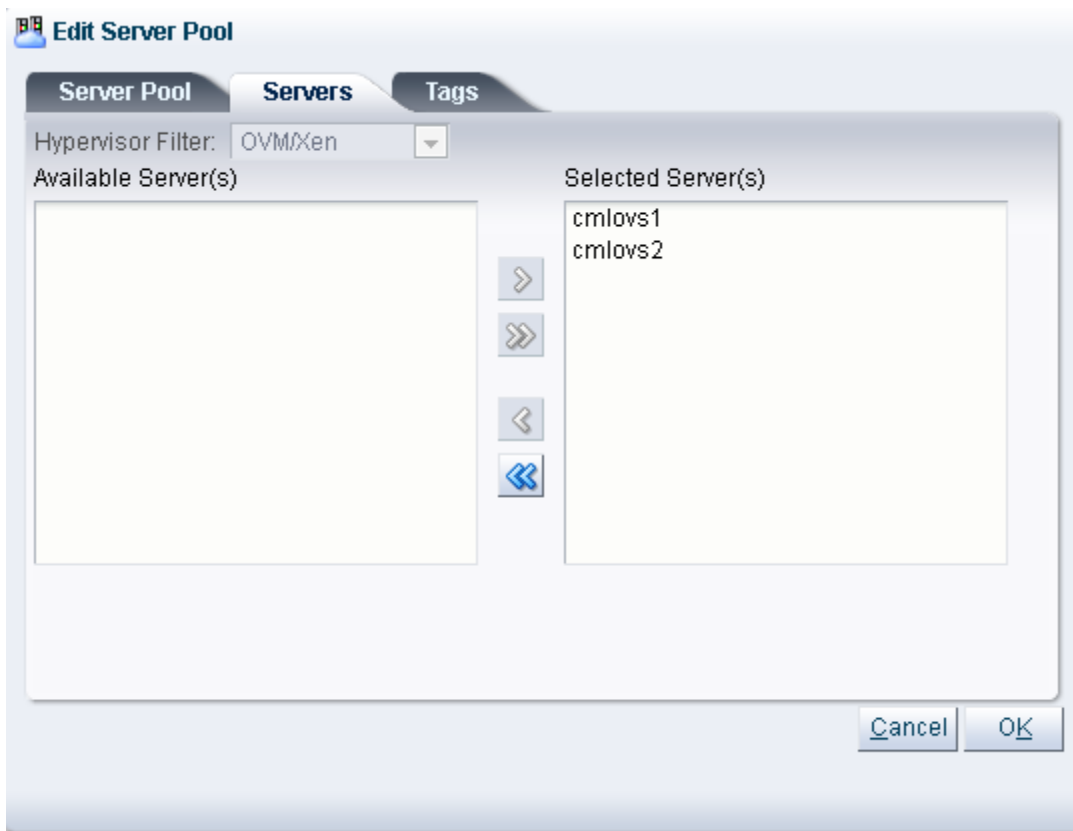 Edit Server Pool
Server Pool Servers Tags
Hypervisor Filter: OVM/Xen
Available Server(s)
Selected Server(s)
cmlovs1
cmlovs2
Cancel OK